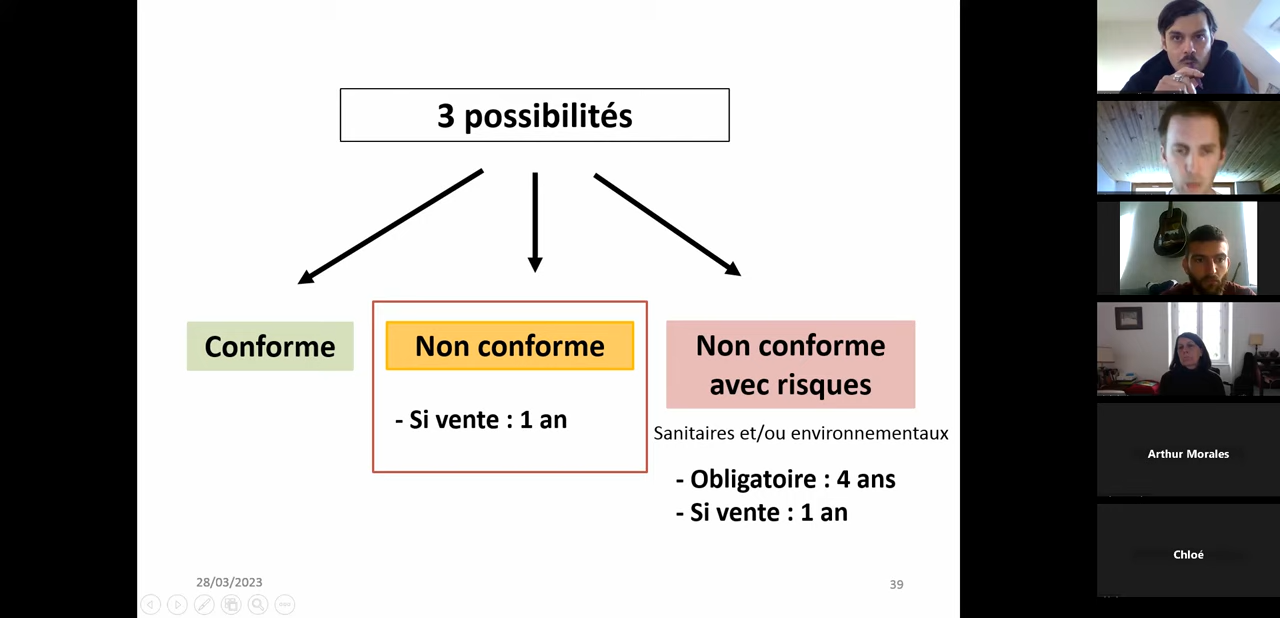 3 possibilités
Conforme
Non conforme
- Si vente : 1 an
Non conforme
avec risques
Sanitaires et/ou environnementaux
- Obligatoire : 4 ans
- Si vente : 1 an
28/03/2023
39
Arthur Morales
Chloé